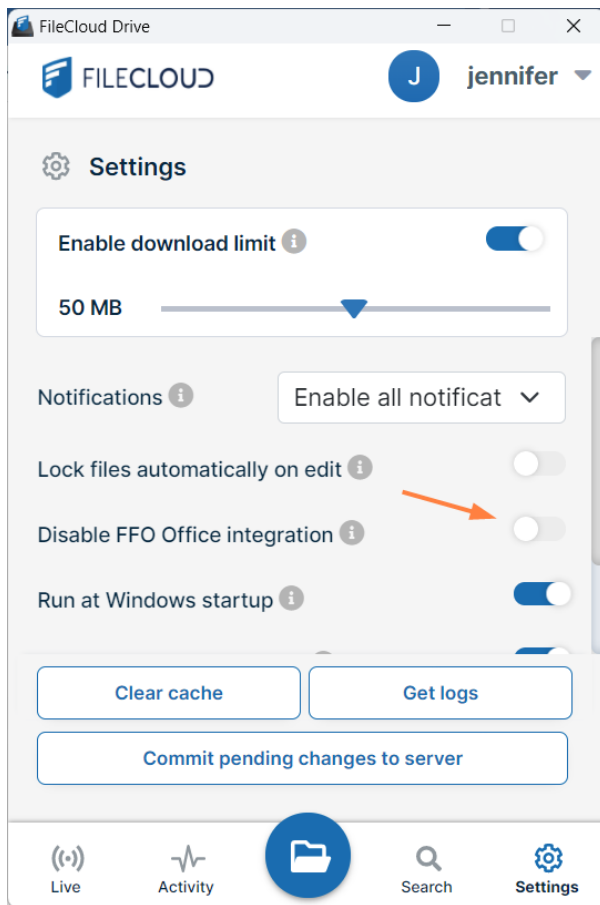 FileCloud Drive
FILECLOUD
J
jennifer
Settings
Enable download limit
50 MB
Notifications
Enable all notificat
Lock files automatically on edit
Disable FFO Office integration
Run at Windows startup
Clear cache
Get logs
Commit pending changes to server
Live
Activity
Search
Settings